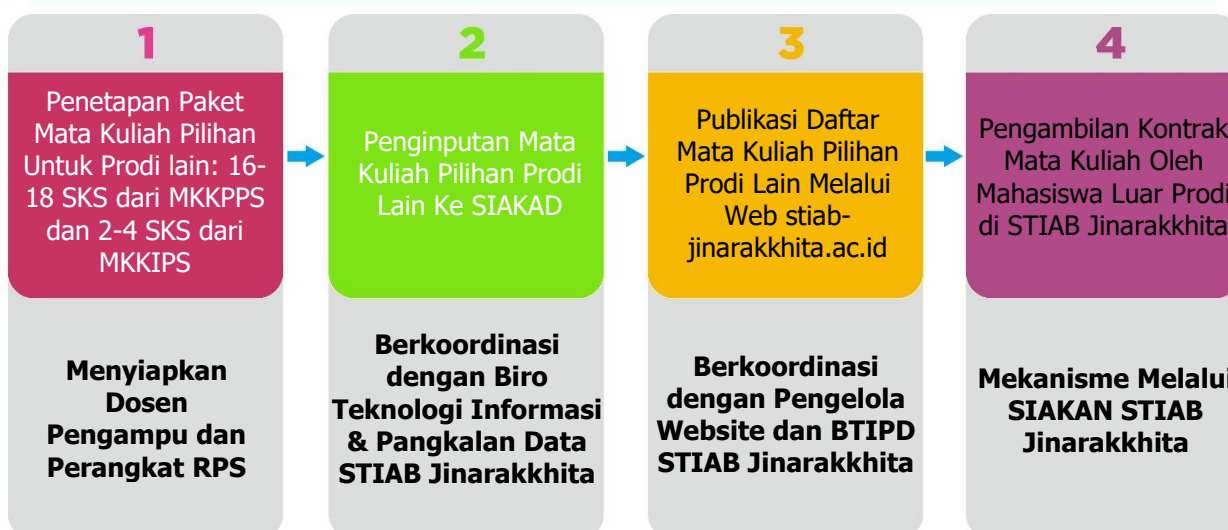 1
Penetapan Paket
Mata Kuliah Pilihan
Untuk Prodi lain: 16-
18 SKS dari MKKPPS
dan 2-4 SKS dari
MKKIPS
Menyiapkan
Dosen
Pengampu dan
Perangkat RPS
2
Penginputan Mata
Kuliah Pilihan Prodi
Lain Ke SIAKAD
Berkoordinasi
dengan Biro
Teknologi Informasi
& Pangkalan Data
STIAB Jinarakkhita
3
Publikasi Daftar
Mata Kuliah Pilihan
Prodi Lain Melalui
Web stiab-
jinarakkhita.ac.id
Berkoordinasi
dengan Pengelola
Website dan BTIPD
STIAB Jinarakkhita
4
Pengambilan Kontrak
Mata Kuliah Oleh
Mahasiswa Luar Prodi
di STIAB Jinarakkhita
Mekanisme Melalui
SIAKAN STIAB
Jinarakkhita